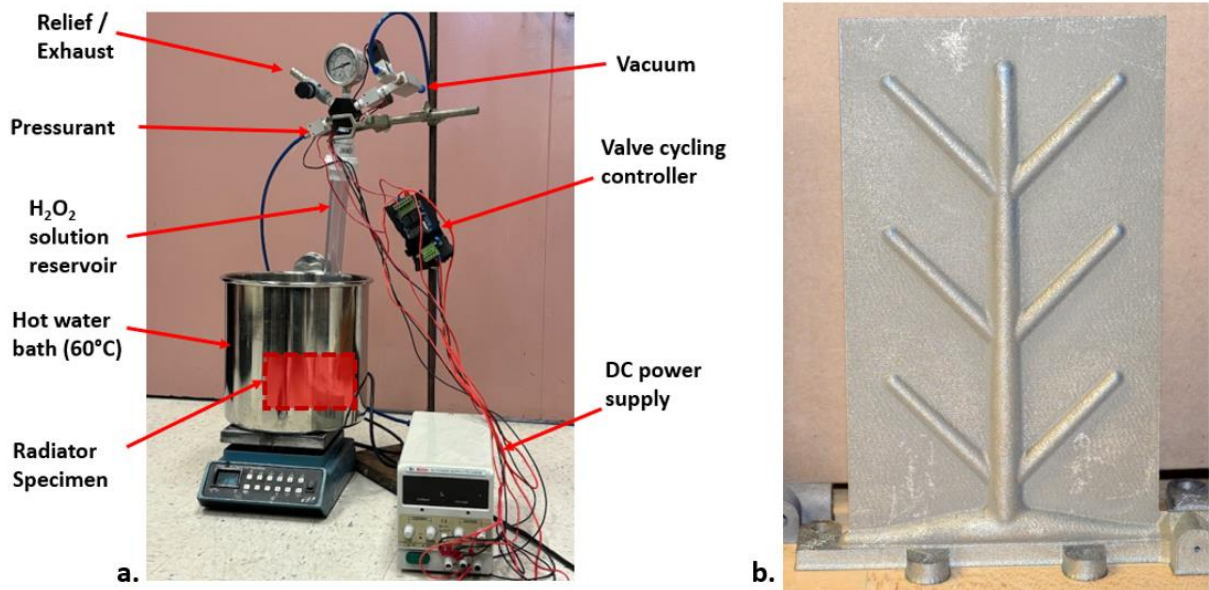 Relief /
Exhaust
Pressurant
H₂O₂
solution
reservoir
Hot water
bath (60°C)
Radiator
Specimen
Vacuum
Valve cycling
controller
DC power
supply
a.
b.